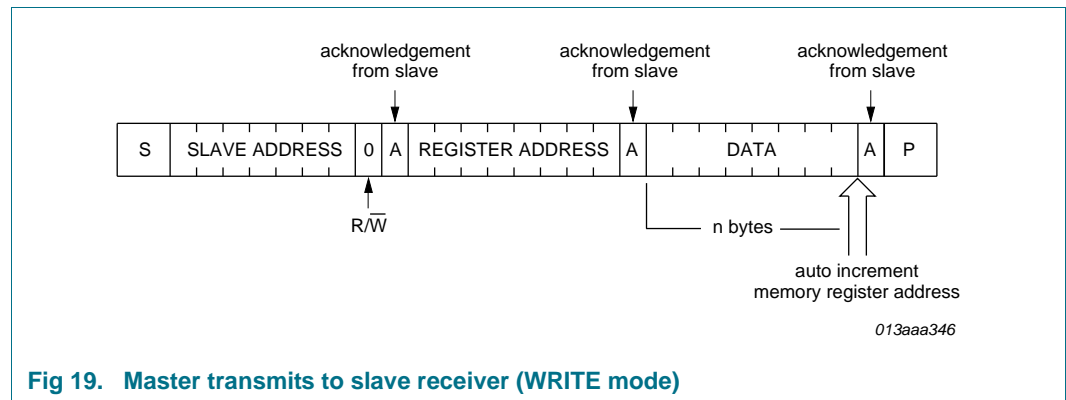 acknowledgement from slave
acknowledgement from slave
acknowledgement from slave
S SLAVE ADDRESS 0 A REGISTER ADDRESS A DATA A P
R/W̅
n bytes
auto increment
memory register address
013aaa346
Fig 19. Master transmits to slave receiver (WRITE mode)